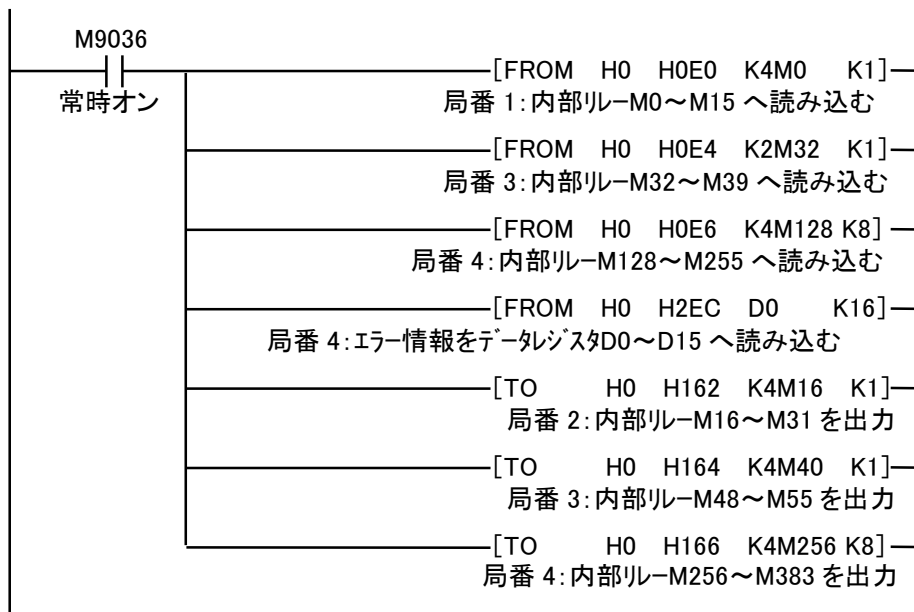 M9036
常時オン
[FROM H0 H0E0 K4M0 K1]
局番 1:内部リレーM0～M15 へ読み込む
[FROM H0 H0E4 K2M32 K1]
局番 3:内部リレーM32～M39 へ読み込む
[FROM H0 H0E6 K4M128 K8]
局番 4:内部リレーM128～M255 へ読み込む
[FROM H0 H2EC D0 K16]
局番 4:エラー情報をデータレジスタD0～D15 へ読み込む
[TO H0 H162 K4M16 K1]
局番 2:内部リレーM16～M31 を出力
[TO H0 H164 K4M40 K1]
局番 3:内部リレーM48～M55 を出力
[TO H0 H166 K4M256 K8]
局番 4:内部リレーM256～M383 を出力